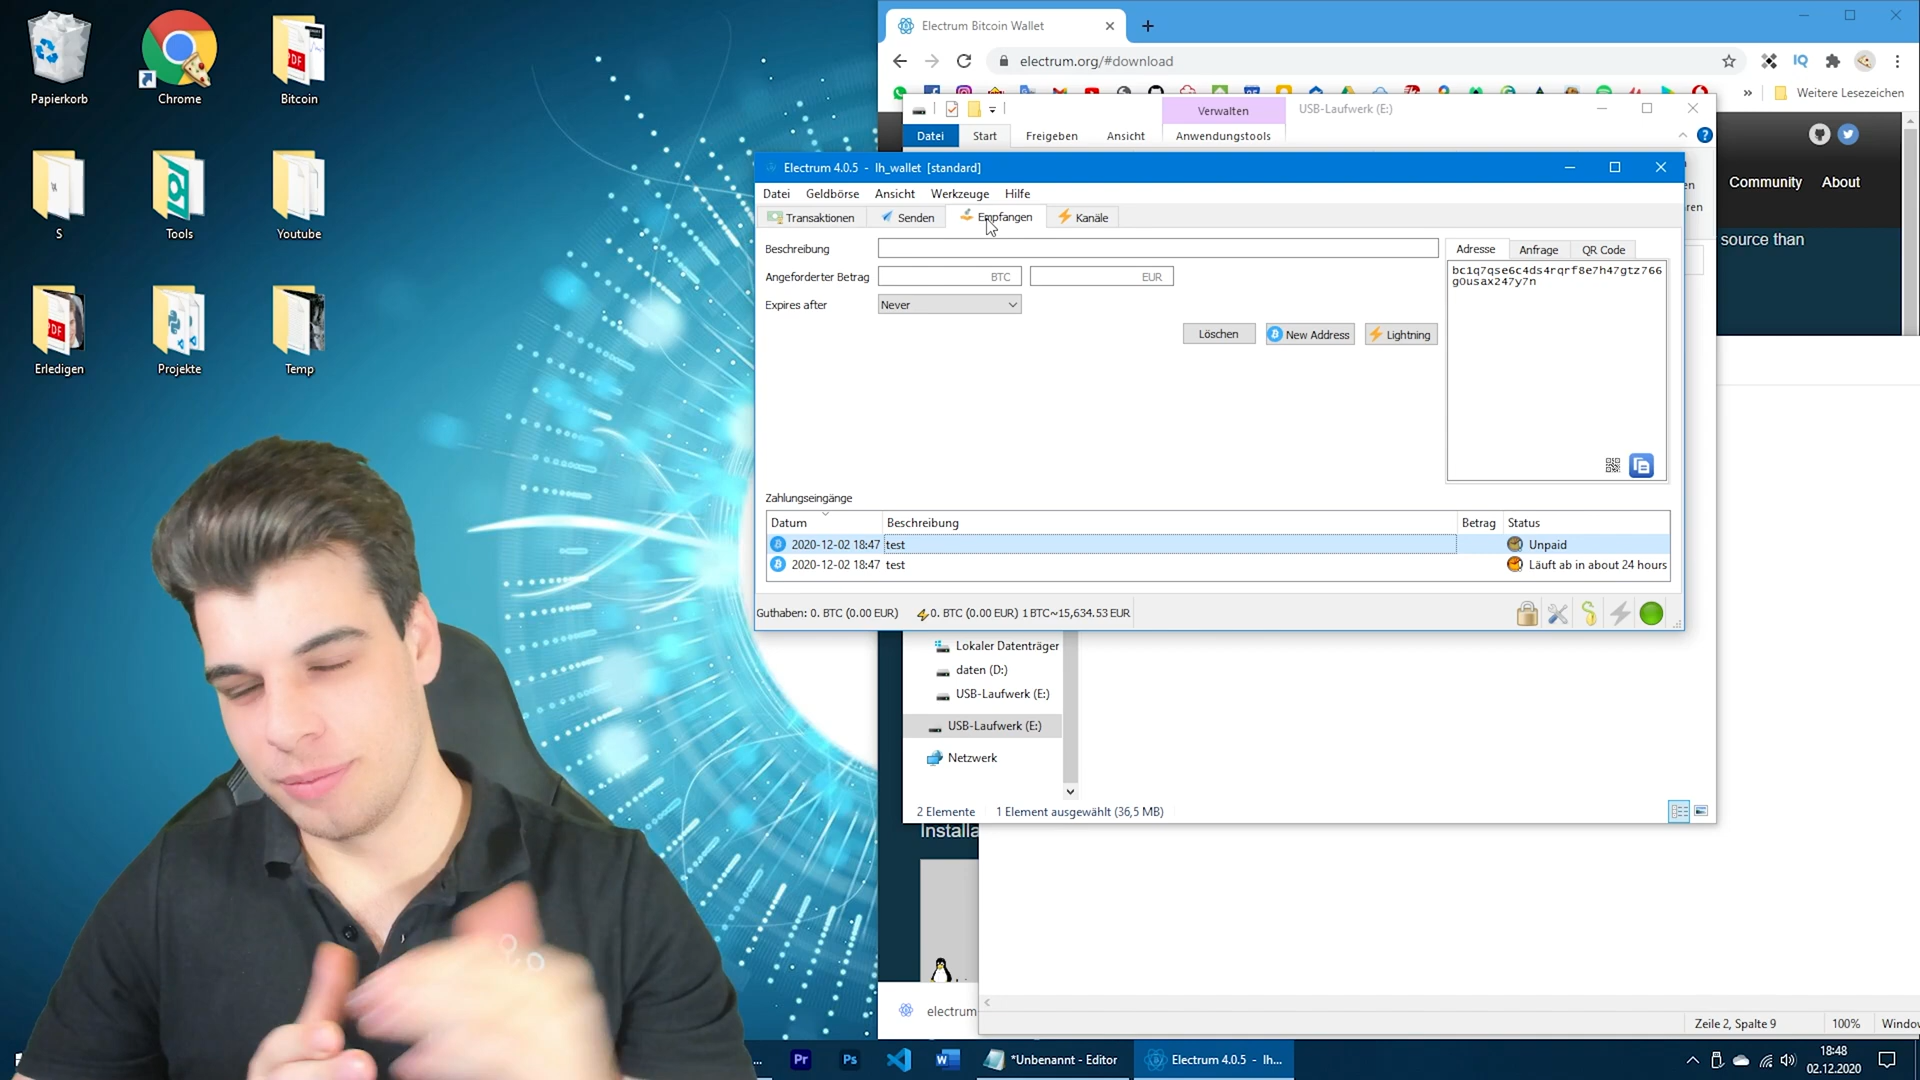 Papierkorb
Chrome
Bitcoin
S
Tools
Youtube
Erledigen
Projekte
Temp
PDF
PDF
Electrum Bitcoin Wallet
electrum.org/#download
IQ
Weitere Lesezeichen
Verwalten
USB-Laufwerk (E:)
Datei
Start
Freigeben
Ansicht
Anwendungstools
Community
About
source than
Electrum 4.0.5 - lh_wallet [standard]
Datei
Geldbörse
Ansicht
Werkzeuge
Hilfe
Transaktionen
Senden
Empfangen
Kanäle
Beschreibung
Angeforderter Betrag
BTC
EUR
Expires after
Never
Löschen
New Address
Lightning
Adresse
Anfrage
QR Code
bc1q7qse6c4ds4rqrf8e7h47gtz766
g0usax247y7n
Zahlungseingänge
Datum
Beschreibung
Betrag
Status
2020-12-02 18:47
test
Unpaid
2020-12-02 18:47
test
Läuft ab in about 24 hours
Guthaben: 0. BTC (0.00 EUR)
0. BTC (0.00 EUR) 1 BTC~15,634.53 EUR
Lokaler Datenträger
daten (D:)
USB-Laufwerk (E:)
USB-Laufwerk (E:)
Netzwerk
2 Elemente
1 Element ausgewählt (36,5 MB)
Installa
electrum
Zeile 2, Spalte 9
100%
Window
Pr
Ps
*Unbenannt - Editor
Electrum 4.0.5 - lh...
18:48
02.12.2020